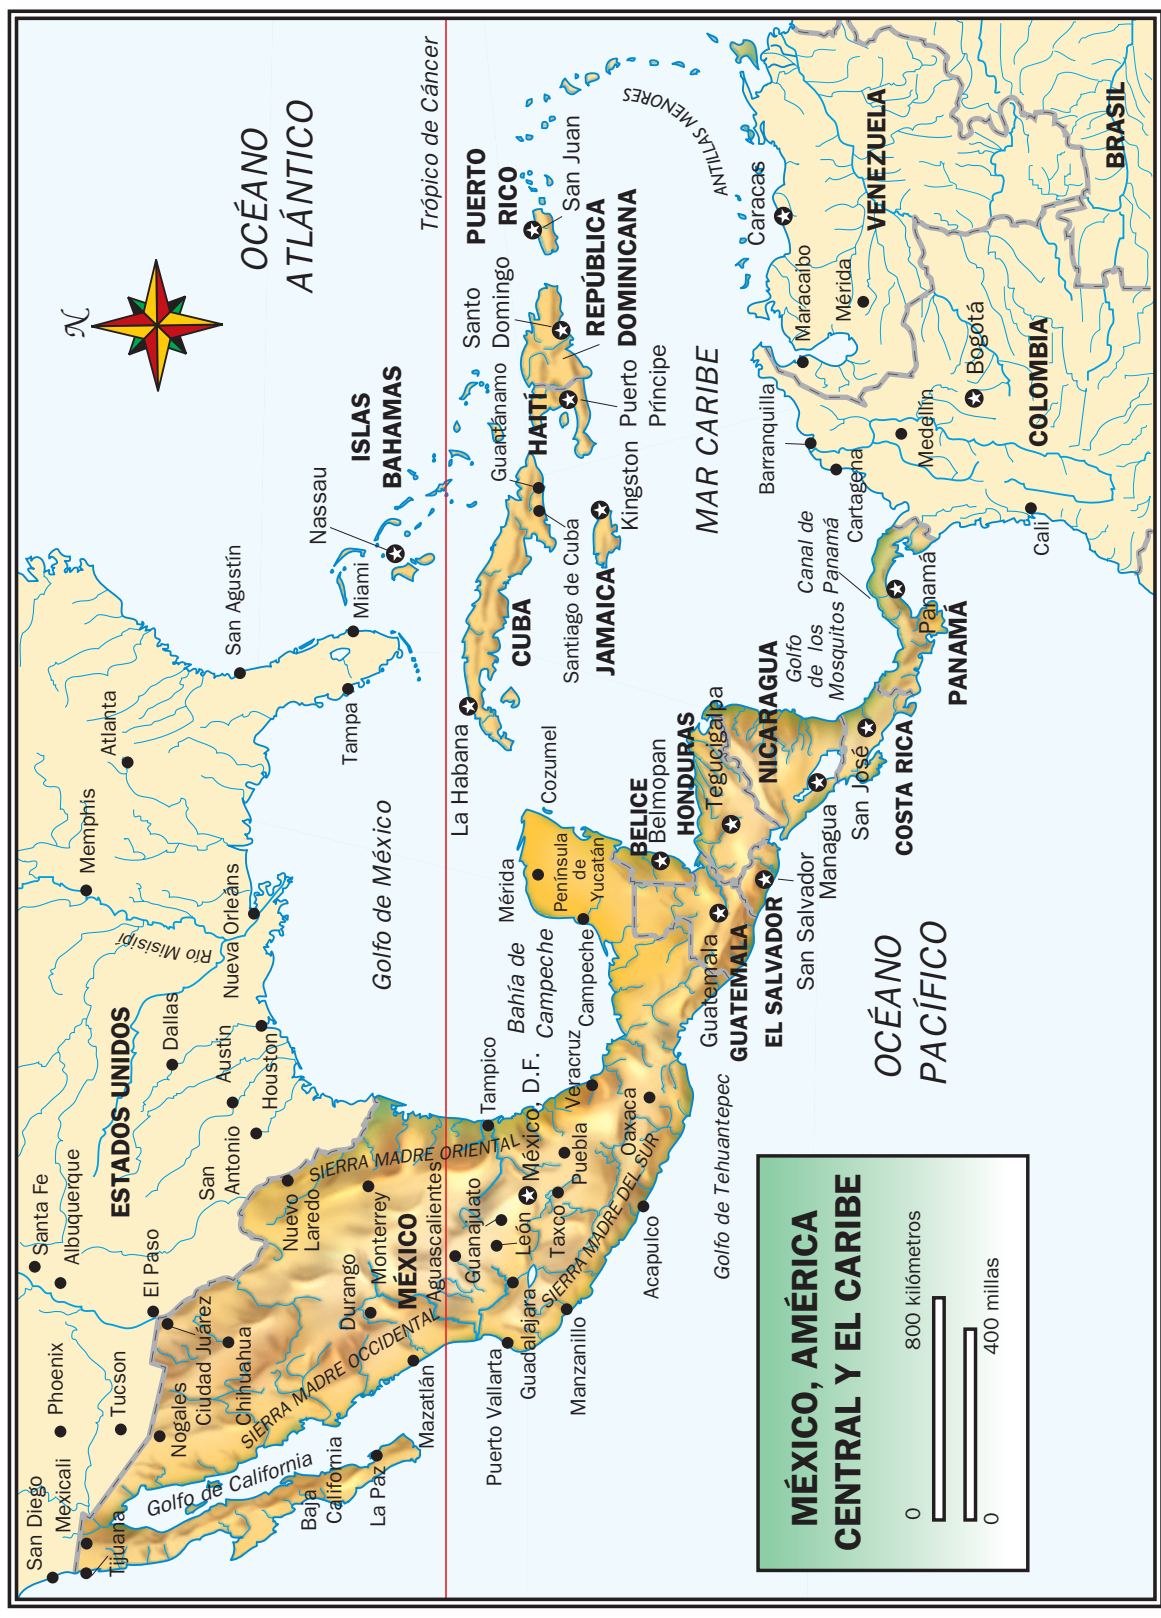 San Diego
Mexicali
Tijuana
Phoenix
Tucson
Nogales
Santa Fe
Albuquerque
El Paso
Ciudad Juárez
Chihuahua
ESTADOS UNIDOS
Dallas
Austin
San
Antonio
Houston
Río Misisipí
Memphis
Nueva Orleáns
Atlanta
San Agustín
Tampa
Miami
N
OCÉANO
ATLÁNTICO
Trópico de Cáncer
Golfo de California
Baja
California
La Paz
SIERRA MADRE OCCIDENTAL
Mazatlán
Durango
Nuevo
Laredo
Monterrey
MÉXICO
SIERRA MADRE ORIENTAL
Aguascalientes
Guanajuato
León
Tampico
México, D.F.
Puerto Vallarta
Guadalajara
Manzanillo
Taxco
Puebla
Veracruz
SIERRA MADRE DEL SUR
Oaxaca
Acapulco
Golfo de Tehuantepec
Golfo de México
Bahía de
Campeche
Campeche
Mérida
Península
de
Yucatán
Cozumel
La Habana
CUBA
Santiago de Cuba
Guantánamo
Nassau
ISLAS
BAHAMAS
JAMAICA
Kingston
HAITÍ
Puerto
Príncipe
Santo
Domingo
REPÚBLICA
DOMINICANA
PUERTO
RICO
San Juan
ANTILLAS MENORES
MAR CARIBE
BELICE
Belmopan
Guatemala
GUATEMALA
EL SALVADOR
San Salvador
HONDURAS
Tegucigalpa
NICARAGUA
Managua
San José
COSTA RICA
Golfo
de los
Mosquitos
Canal de
Panamá
Panamá
PANAMÁ
OCÉANO
PACÍFICO
Barranquilla
Cartagena
Medellín
Cali
Bogotá
COLOMBIA
Maracaibo
Mérida
Caracas
VENEZUELA
BRASIL
MÉXICO, AMÉRICA
CENTRAL Y EL CARIBE
0 800 kilómetros
0 400 millas